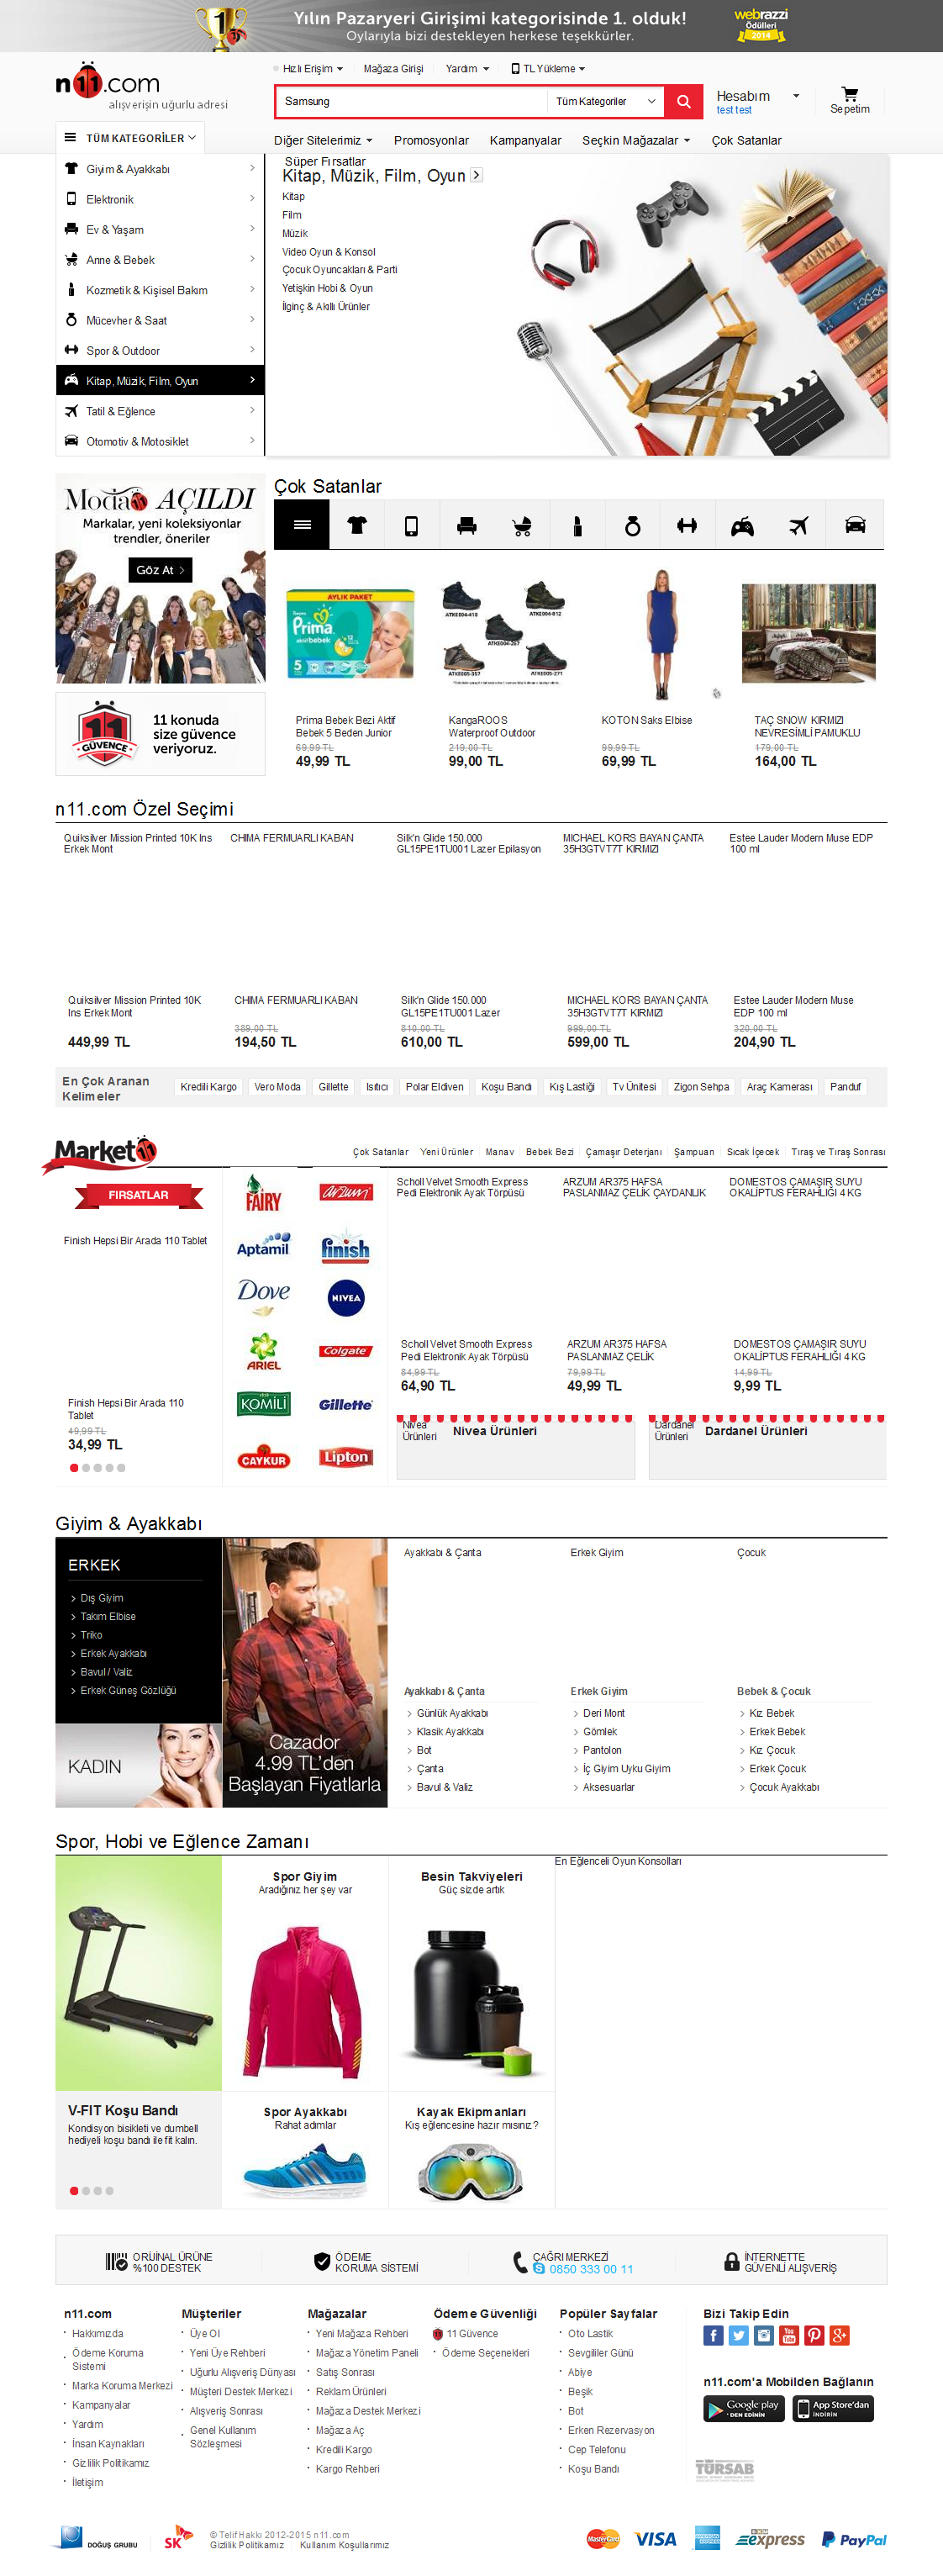 Yılın Pazaryeri Girişimi kategorisinde 1. olduk!
Oylarıyla bizi destekleyen herkese teşekkürler.
webrazzi
Ödülleri
2014
n11.com
alışverişin uğurlu adresi
Hızlı Erişim
Mağaza Girişi
Yardım
TL Yükleme
Samsung
Tüm Kategoriler
Hesabım
test test
Sepetim
TÜM KATEGORİLER
Diğer Sitelerimiz
Promosyonlar
Kampanyalar
Seçkin Mağazalar
Çok Satanlar
Süper Fırsatlar
Giyim & Ayakkabı
Elektronik
Ev & Yaşam
Anne & Bebek
Kozmetik & Kişisel Bakım
Mücevher & Saat
Spor & Outdoor
Kitap, Müzik, Film, Oyun
Tatil & Eğlence
Otomotiv & Motosiklet
Kitap, Müzik, Film, Oyun
Kitap
Film
Müzik
Video Oyun & Konsol
Çocuk Oyuncakları & Parti
Yetişkin Hobi & Oyun
İlginç & Akıllı Ürünler
Moda11 AÇILDI
Markalar, yeni koleksiyonlar
trendler, öneriler
Göz At
11
GÜVENCE
11 konuda
size güvence
veriyoruz.
Çok Satanlar
AYLIK PAKET
Prima
aktif bebek
5
ATKE004-418
ATKE004-612
ATKE004-267
ATKE005-357
ATKE005-271
Prima Bebek Bezi Aktif
Bebek 5 Beden Junior
69,99 TL
49,99 TL
KangaROOS
Waterproof Outdoor
219,00 TL
99,00 TL
KOTON Saks Elbise
99,99 TL
69,99 TL
TAÇ SNOW KIRMIZI
NEVRESİMLİ PAMUKLU
179,00 TL
164,00 TL
n11.com Özel Seçimi
Quiksilver Mission Printed 10K Ins
Erkek Mont
CHIMA FERMUARLI KABAN
Silk'n Glide 150.000
GL15PE1TU001 Lazer Epilasyon
MICHAEL KORS BAYAN ÇANTA
35H3GTVT7T KIRMIZI
Estee Lauder Modern Muse EDP
100 ml
Quiksilver Mission Printed 10K
Ins Erkek Mont
449,99 TL
CHIMA FERMUARLI KABAN
389,00 TL
194,50 TL
Silk'n Glide 150.000
GL15PE1TU001 Lazer
810,00 TL
610,00 TL
MICHAEL KORS BAYAN ÇANTA
35H3GTVT7T KIRMIZI
999,00 TL
599,00 TL
Estee Lauder Modern Muse
EDP 100 ml
320,00 TL
204,90 TL
En Çok Aranan
Kelimeler
Kredili Kargo
Vero Moda
Gillette
Isıtıcı
Polar Eldiven
Koşu Bandı
Kış Lastiği
Tv Ünitesi
Zigon Sehpa
Araç Kamerası
Panduf
Market11
Çok Satanlar
Yeni Ürünler
Manav
Bebek Bezi
Çamaşır Deterjanı
Şampuan
Sıcak İçecek
Tıraş ve Tıraş Sonrası
FIRSATLAR
Finish Hepsi Bir Arada 110 Tablet
Finish Hepsi Bir Arada 110
Tablet
49,99 TL
34,99 TL
FAIRY
arzum
Aptamil
finish
Dove
NIVEA
ARIEL
Colgate
KOMİLİ
Gillette
ÇAYKUR
Lipton
Scholl Velvet Smooth Express
Pedi Elektronik Ayak Törpüsü
ARZUM AR375 HAFSA
PASLANMAZ ÇELİK ÇAYDANLIK
DOMESTOS ÇAMAŞIR SUYU
OKALİPTUS FERAHLIĞI 4 KG
Scholl Velvet Smooth Express
Pedi Elektronik Ayak Törpüsü
84,99 TL
64,90 TL
ARZUM AR375 HAFSA
PASLANMAZ ÇELİK
79,99 TL
49,99 TL
DOMESTOS ÇAMAŞIR SUYU
OKALİPTUS FERAHLIĞI 4 KG
14,99 TL
9,99 TL
Nivea
Ürünleri
Nivea Ürünleri
Dardanel
Ürünleri
Dardanel Ürünleri
Giyim & Ayakkabı
ERKEK
Dış Giyim
Takım Elbise
Triko
Erkek Ayakkabı
Bavul / Valiz
Erkek Güneş Gözlüğü
KADIN
Cazador
4.99 TL'den
Başlayan Fiyatlarla
Ayakkabı & Çanta
Erkek Giyim
Çocuk
Ayakkabı & Çanta
Günlük Ayakkabı
Klasik Ayakkabı
Bot
Çanta
Bavul & Valiz
Erkek Giyim
Deri Mont
Gömlek
Pantolon
İç Giyim Uyku Giyim
Aksesuarlar
Bebek & Çocuk
Kız Bebek
Erkek Bebek
Kız Çocuk
Erkek Çocuk
Çocuk Ayakkabı
Spor, Hobi ve Eğlence Zamanı
V-FIT Koşu Bandı
Kondisyon bisikleti ve dumbell
hediyeli koşu bandı ile fit kalın.
Spor Giyim
Aradığınız her şey var
Besin Takviyeleri
Güç sizde artık
En Eğlenceli Oyun Konsolları
Spor Ayakkabı
Rahat adımlar
Kayak Ekipmanları
Kış eğlencesine hazır mısınız?
ORİJİNAL ÜRÜNE
%100 DESTEK
ÖDEME
KORUMA SİSTEMİ
ÇAĞRI MERKEZİ
0850 333 00 11
İNTERNETTE
GÜVENLİ ALIŞVERİŞ
n11.com
Hakkımızda
Ödeme Koruma
Sistemi
Marka Koruma Merkezi
Kampanyalar
Yardım
İnsan Kaynakları
Gizlilik Politikamız
İletişim
Müşteriler
Üye Ol
Yeni Üye Rehberi
Uğurlu Alışveriş Dünyası
Müşteri Destek Merkezi
Alışveriş Sonrası
Genel Kullanım
Sözleşmesi
Mağazalar
Yeni Mağaza Rehberi
Mağaza Yönetim Paneli
Satış Sonrası
Reklam Ürünleri
Mağaza Destek Merkezi
Mağaza Aç
Kredili Kargo
Kargo Rehberi
Ödeme Güvenliği
11 Güvence
Ödeme Seçenekleri
Popüler Sayfalar
Oto Lastik
Sevgililer Günü
Abiye
Beşik
Bot
Erken Rezervasyon
Cep Telefonu
Koşu Bandı
Bizi Takip Edin
n11.com'a Mobilden Bağlanın
Google play
'DEN EDİNİN
App Store'dan
İNDİRİN
TÜRSAB
DOĞUŞ GRUBU
SK
© Telif Hakkı 2012-2015 n11.com
Gizlilik Politikamız
Kullanım Koşullarımız
MasterCard
VISA
AMERICAN EXPRESS
BKM
express
PayPal